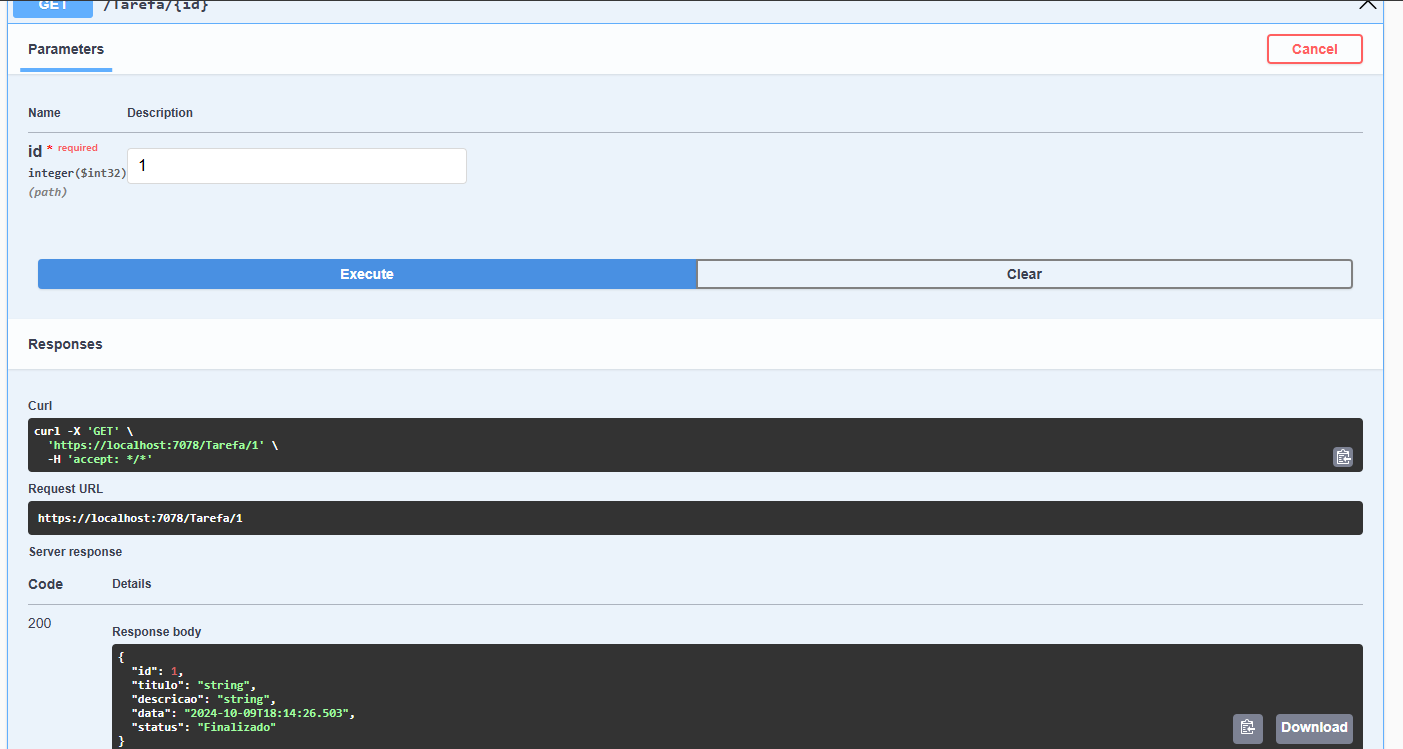 GET /Tarefa/{id}
Parameters
Cancel
Name Description
id * required
integer($int32)
(path)
1
Execute Clear
Responses
Curl
curl -X 'GET' \
'https://localhost:7078/Tarefa/1' \
-H 'accept: */*'
Request URL
https://localhost:7078/Tarefa/1
Server response
Code Details
200
Response body
{
"id": 1,
"titulo": "string",
"descricao": "string",
"data": "2024-10-09T18:14:26.503",
"status": "Finalizado"
}
Download